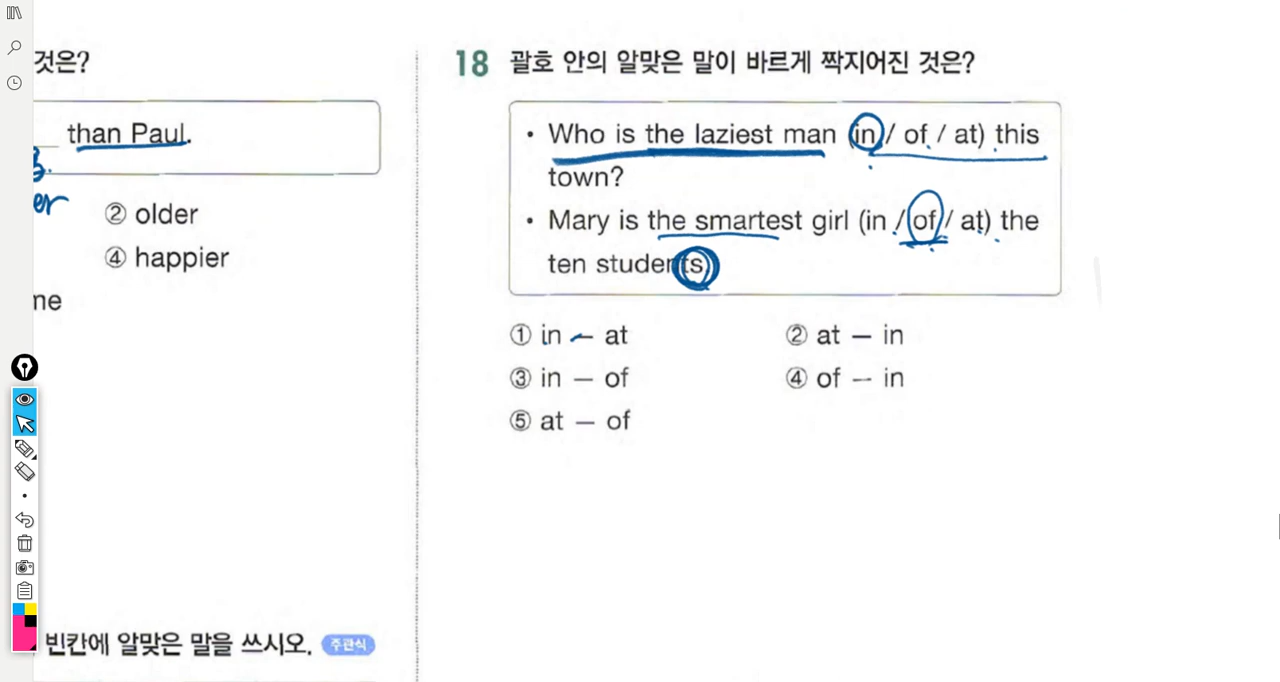 것은?
than Paul.
er
② older
④ happier
me
빈칸에 알맞은 말을 쓰시오. 주관식
18 괄호 안의 알맞은 말이 바르게 짝지어진 것은?
• Who is the laziest man (in / of / at) this
town?
• Mary is the smartest girl (in / of / at) the
ten students.
① in — at ② at — in
③ in — of ④ of — in
⑤ at — of